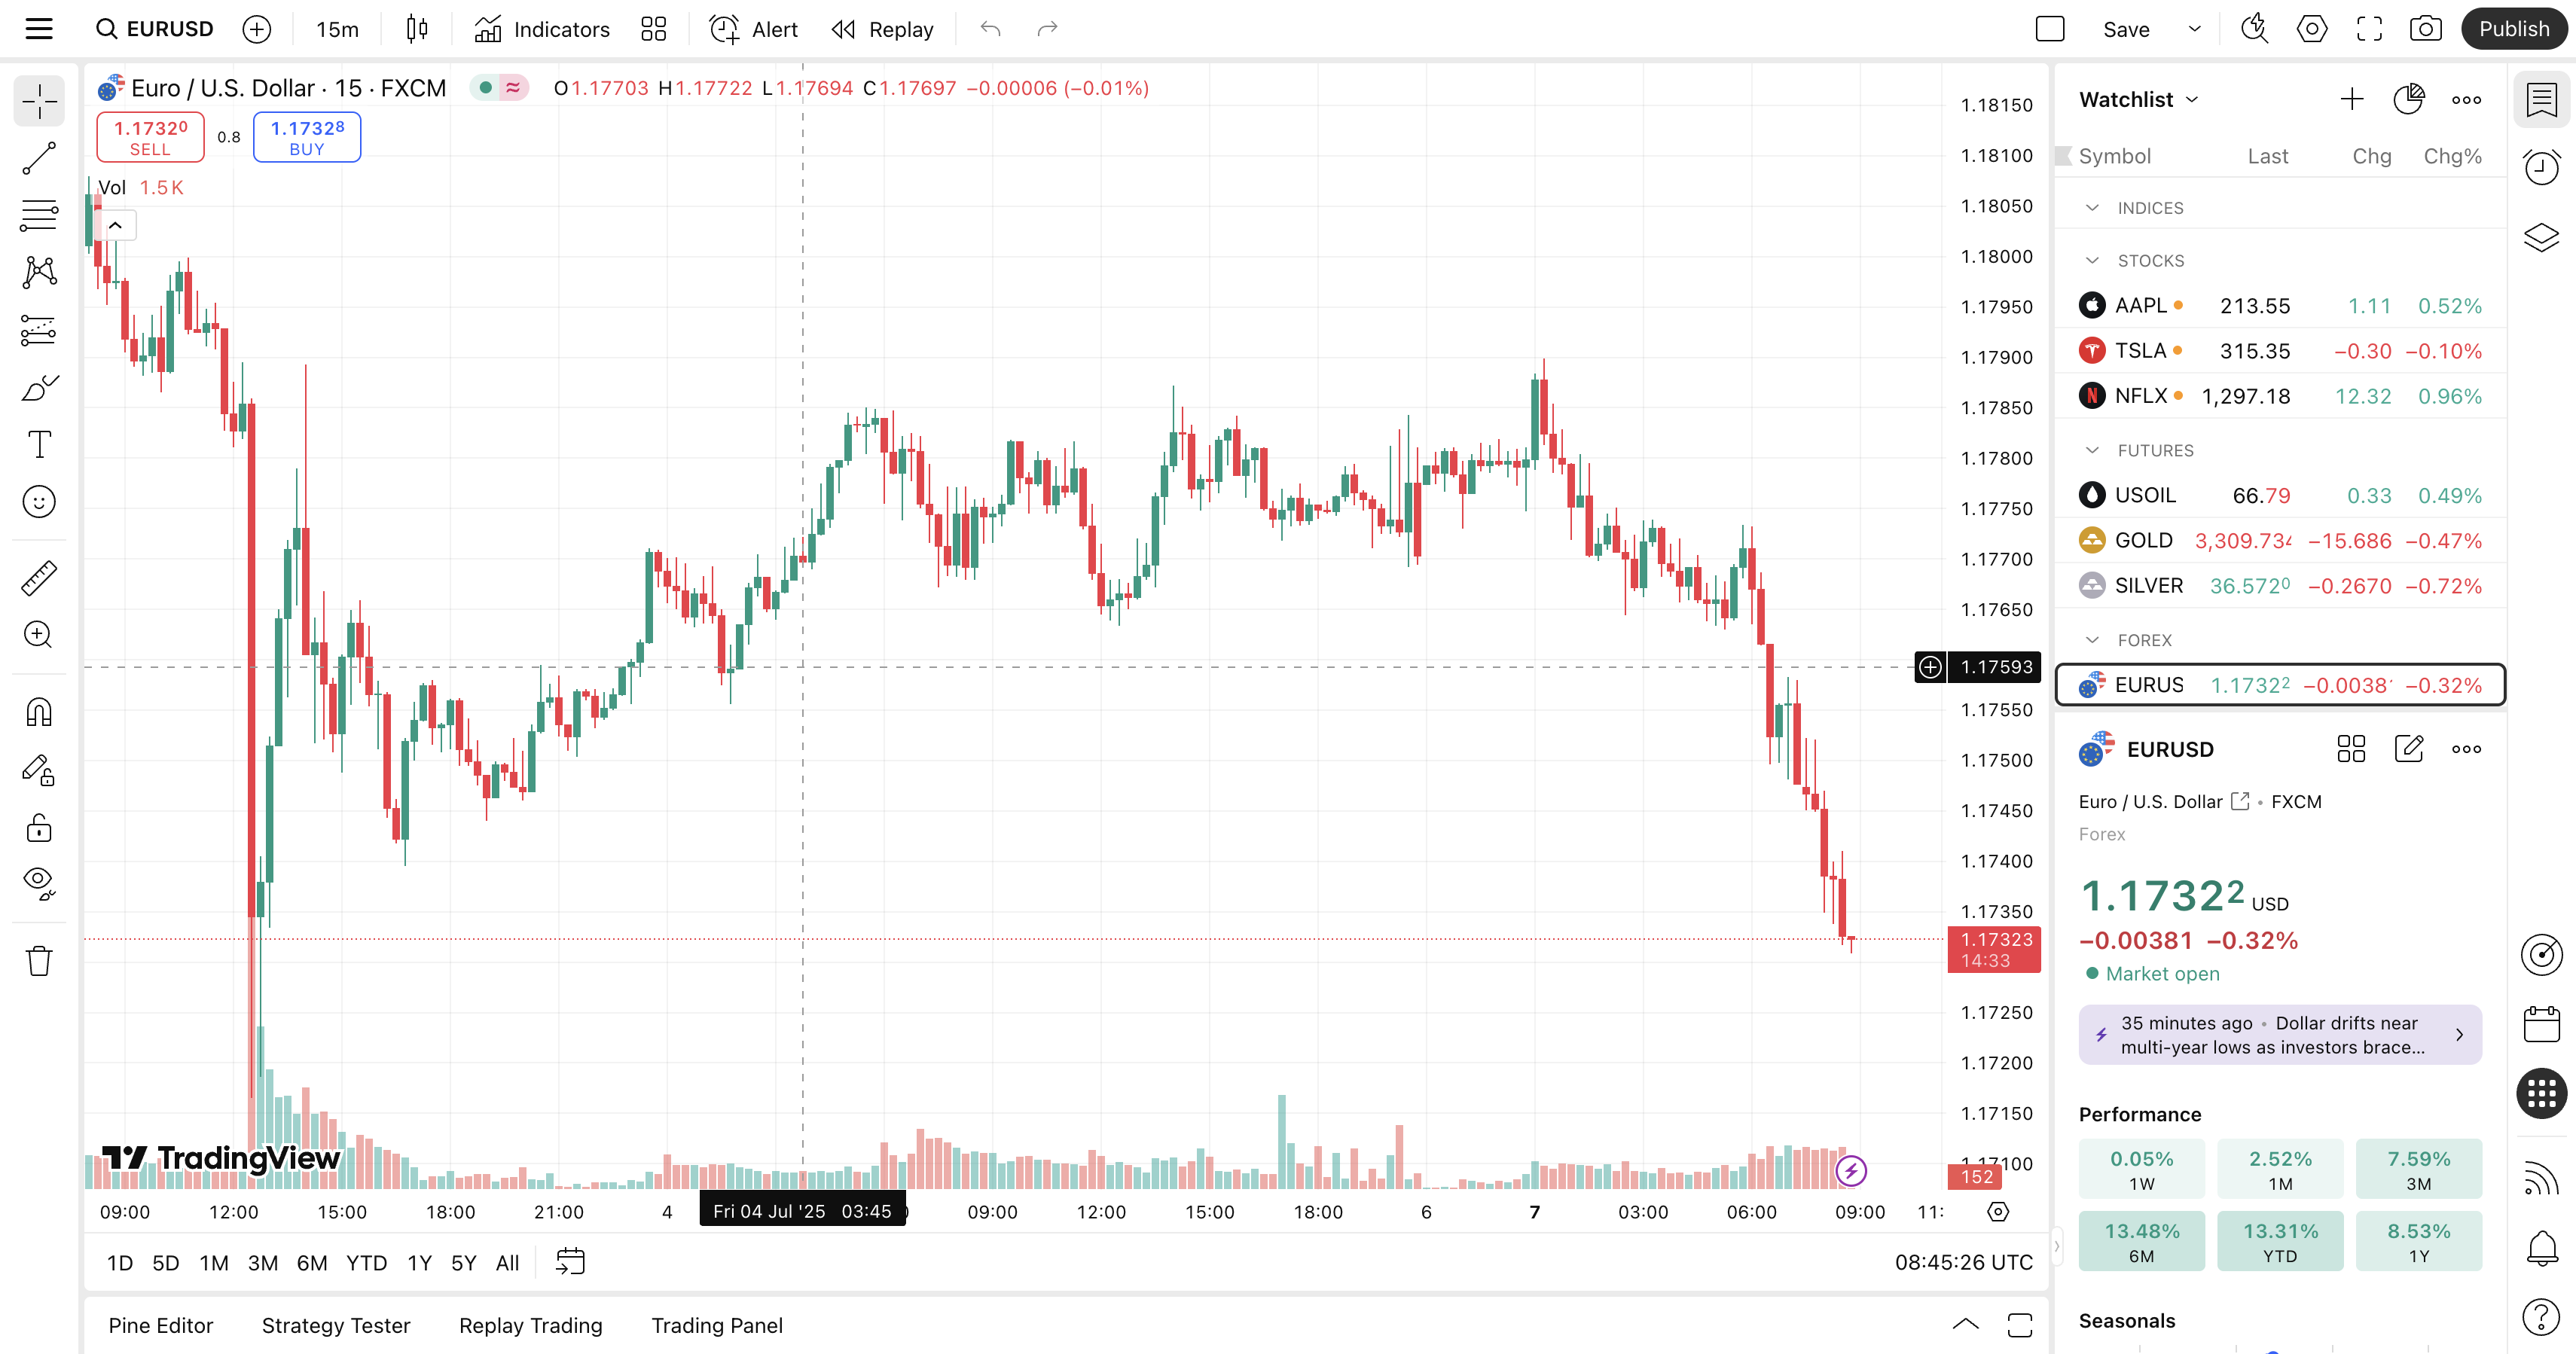 EURUSD 15m Indicators Alert Replay Save Publish
Euro / U.S. Dollar · 15 · FXCM O1.17703 H1.17722 L1.17694 C1.17697 −0.00006 (−0.01%)
1.17320 0.8 1.17328
SELL BUY
Vol 1.5K
1.18150
1.18100
1.18050
1.18000
1.17950
1.17900
1.17850
1.17800
1.17750
1.17700
1.17650
1.17593
1.17550
1.17500
1.17450
1.17400
1.17350
1.17323
14:33
1.17250
1.17200
1.17150
1.17100
152
TradingView
09:00 12:00 15:00 18:00 21:00 4 Fri 04 Jul '25 03:45 09:00 12:00 15:00 18:00 6 7 03:00 06:00 09:00 11:
1D 5D 1M 3M 6M YTD 1Y 5Y All 08:45:26 UTC
Pine Editor Strategy Tester Replay Trading Trading Panel
Watchlist
Symbol Last Chg Chg%
INDICES
STOCKS
AAPL 213.55 1.11 0.52%
TSLA 315.35 −0.30 −0.10%
NFLX 1,297.18 12.32 0.96%
FUTURES
USOIL 66.79 0.33 0.49%
GOLD 3,309.73 −15.686 −0.47%
SILVER 36.5720 −0.2670 −0.72%
FOREX
EURUS 1.17322 −0.0038 −0.32%
EURUSD
Euro / U.S. Dollar • FXCM
Forex
1.17322 USD
−0.00381 −0.32%
Market open
35 minutes ago • Dollar drifts near
multi-year lows as investors brace...
Performance
0.05% 2.52% 7.59%
1W 1M 3M
13.48% 13.31% 8.53%
6M YTD 1Y
Seasonals